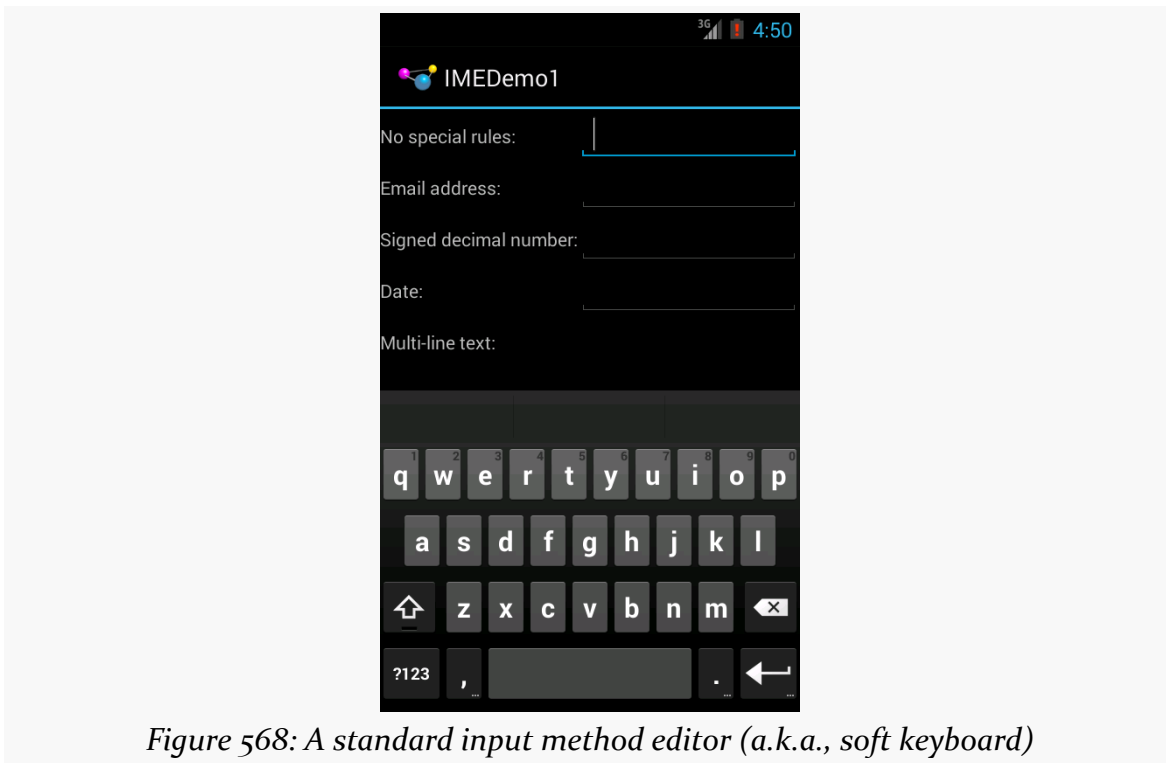 3G 4:50
IMEDemo1
No special rules:
Email address:
Signed decimal number:
Date:
Multi-line text:
1 2 3 4 5 6 7 8 9 0
q w e r t y u i o p
a s d f g h j k l
z x c v b n m
?123 , ... . ... ...
Figure 568: A standard input method editor (a.k.a., soft keyboard)